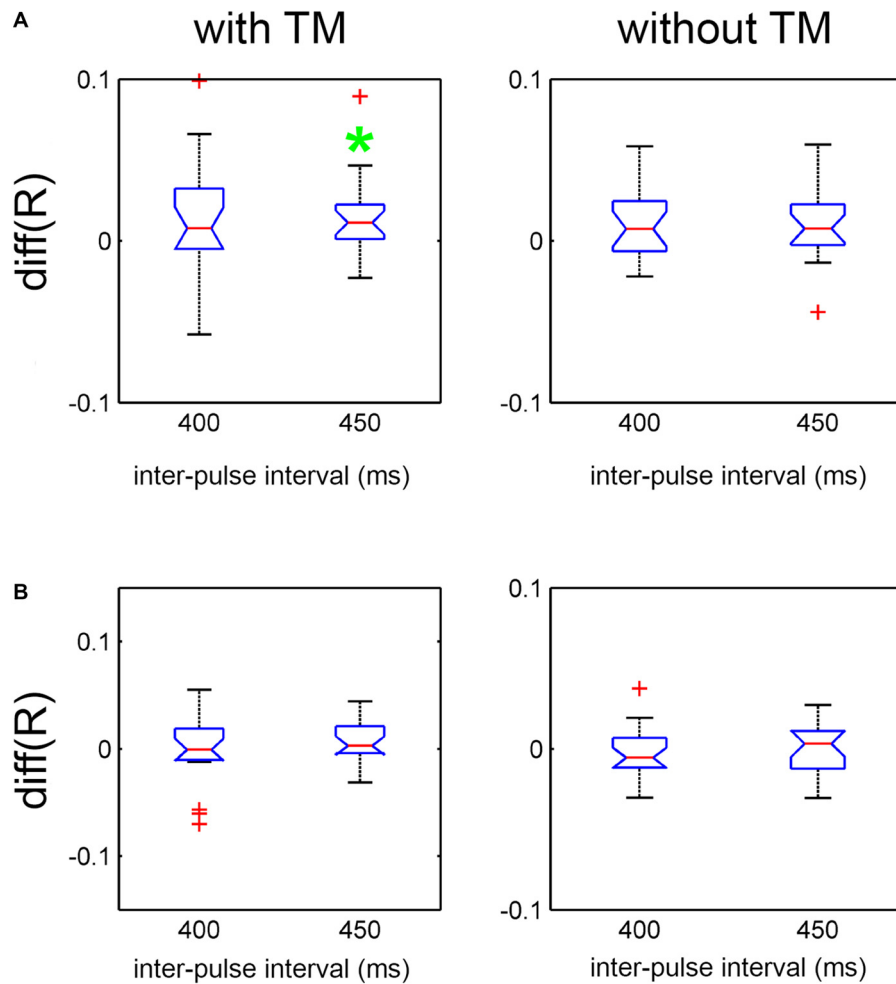 A
with TM
without TM
diff(R)
0.1
0
-0.1
400
450
inter-pulse interval (ms)
0.1
0
-0.1
400
450
inter-pulse interval (ms)
B
diff(R)
0.1
0
-0.1
400
450
inter-pulse interval (ms)
0.1
0
-0.1
400
450
inter-pulse interval (ms)